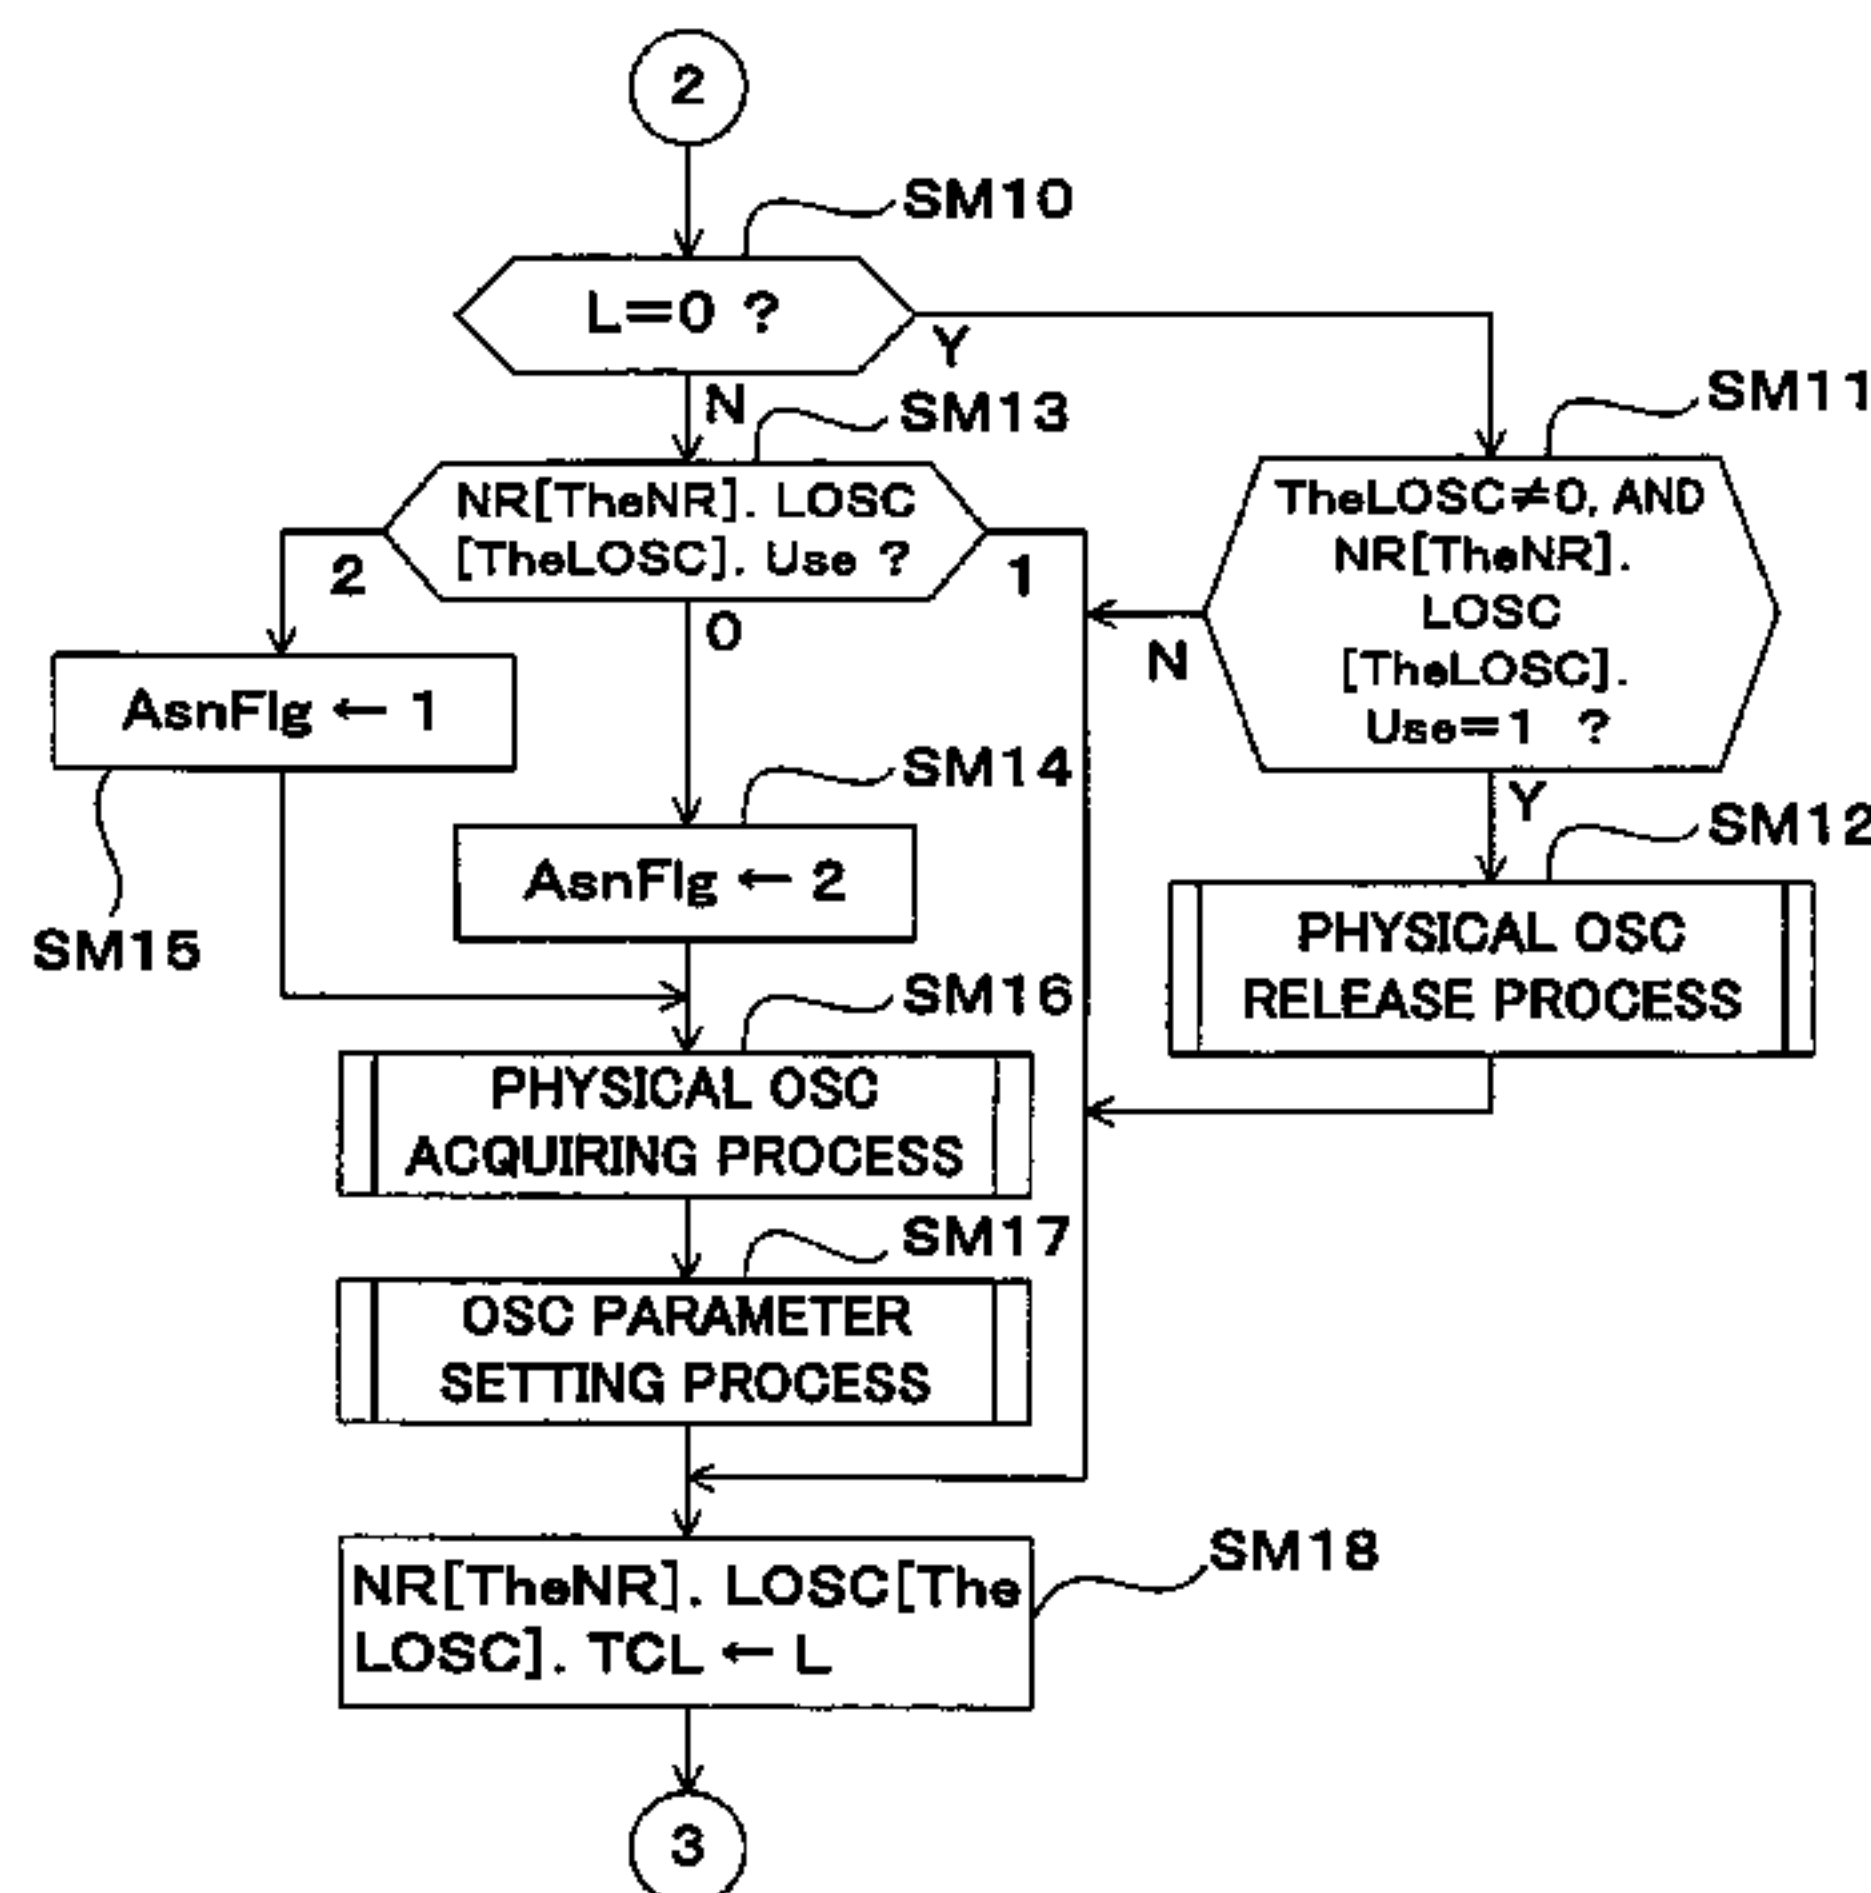 2
SM10
L=0 ?
Y
N
SM13
SM11
NR[TheNR]. LOSC
[TheLOSC]. Use ?
2
1
0
TheLOSC≠0, AND
NR[TheNR].
LOSC
[TheLOSC].
Use=1 ?
N
Y
AsnFlg ← 1
SM15
SM14
AsnFlg ← 2
SM12
PHYSICAL OSC
RELEASE PROCESS
SM16
PHYSICAL OSC
ACQUIRING PROCESS
SM17
OSC PARAMETER
SETTING PROCESS
SM18
NR[TheNR]. LOSC[The
LOSC]. TCL ← L
3